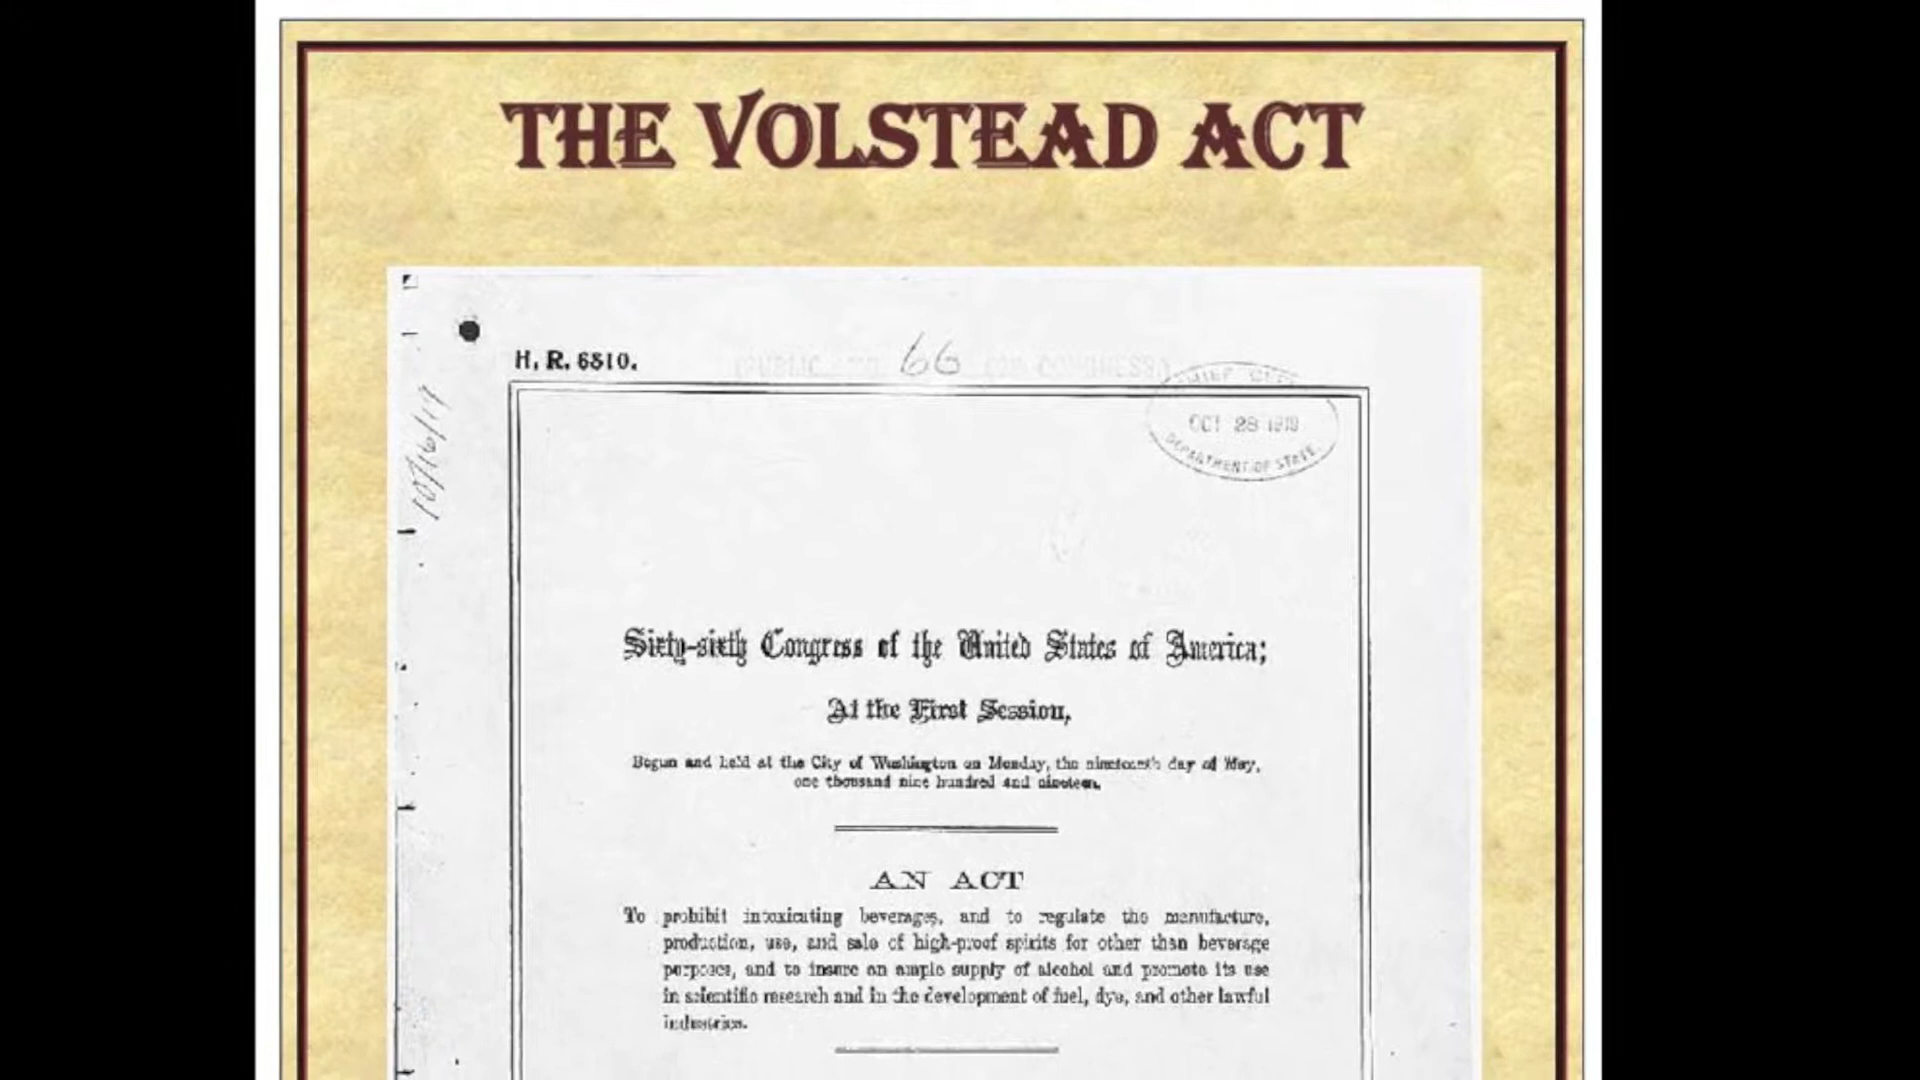 THE VOLSTEAD ACT
H. R. 6810.
66
10/16/19
OCT 28 1919
DEPARTMENT OF STATE.
Sixty-sixth Congress of the United States of America;
At the First Session,
Begun and held at the City of Washington on Monday, the nineteenth day of May,
one thousand nine hundred and nineteen.
AN ACT
To prohibit intoxicating beverages, and to regulate the manufacture,
production, use, and sale of high-proof spirits for other than beverage
purposes, and to insure an ample supply of alcohol and promote its use
in scientific research and in the development of fuel, dye, and other lawful
industries.